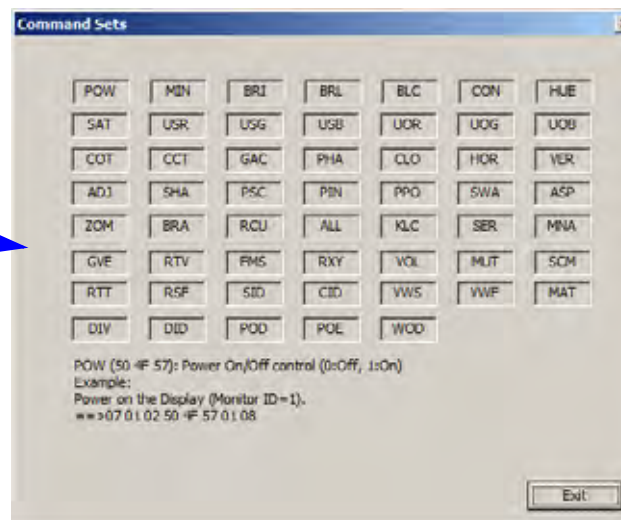 Command Sets
POW MIN BRI BRL BLC CON HUE
SAT USR USG USB UOR UOG UOB
COT CCT GAC PHA CLO HOR VER
ADJ SHA PSC PIN PPO SWA ASP
ZOM BRA RCU ALL KLC SER MNA
GVE RTV FMS RXY VOL MUT SCM
RTT RSF SID CID VWS VWF MAT
DIV DID POD POE WOD
POW (50 4F 57): Power On/Off control (0:Off, 1:On)
Example:
Power on the Display (Monitor ID=1).
==>07 01 02 50 4F 57 01 08
Exit